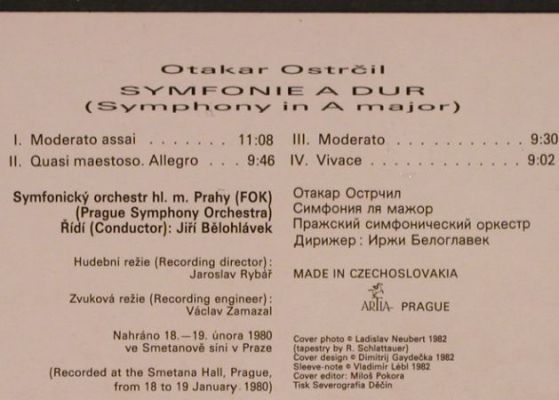 Otakar Ostrčil
SYMFONIE A DUR
(Symphony in A major)
I. Moderato assai . . . . . . . 11:08
II. Quasi maestoso. Allegro . . . 9:46
III. Moderato . . . . . . . . . . 9:30
IV. Vivace . . . . . . . . . . . . 9:02
Symfonický orchestr hl. m. Prahy (FOK)
(Prague Symphony Orchestra)
Řídí (Conductor): Jiří Bělohlávek
Hudební režie (Recording director):
Jaroslav Rybář
Zvuková režie (Recording engineer):
Václav Zamazal
Nahráno 18.—19. února 1980
ve Smetanově síni v Praze
(Recorded at the Smetana Hall, Prague,
from 18 to 19 January 1980)
Отакар Острчил
Симфония ля мажор
Пражский симфонический оркестр
Дирижер: Иржи Белоглавек
MADE IN CZECHOSLOVAKIA
ARTIA PRAGUE
Cover photo © Ladislav Neubert 1982
(tapestry by R. Schlattauer)
Cover design © Dimitrij Gaydečka 1982
Sleeve-note © Vladimír Lébl 1982
Cover editor: Miloš Pokora
Tisk Severografia Děčín